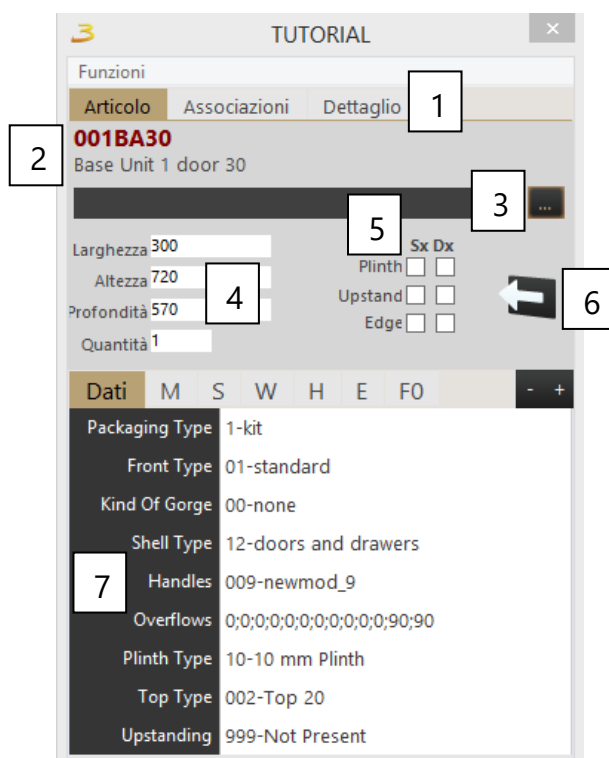 3 TUTORIAL ×
Funzioni
Articolo Associazioni Dettaglio 1
2 001BA30
Base Unit 1 door 30
3 ...
5 Sx Dx
Larghezza 300
Plinth
Altezza 720
4
Upstand
6
Profondità 570
Edge
Quantità 1
Dati M S W H E F0 - +
Packaging Type 1-kit
Front Type 01-standard
Kind Of Gorge 00-none
Shell Type 12-doors and drawers
7 Handles 009-newmod_9
Overflows 0;0;0;0;0;0;0;0;0;0;90;90
Plinth Type 10-10 mm Plinth
Top Type 002-Top 20
Upstanding 999-Not Present